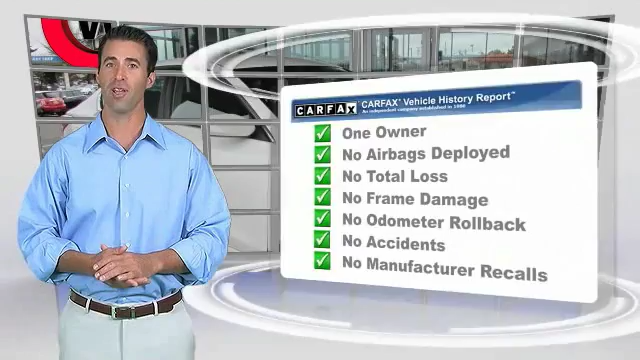 CARFAX CARFAX Vehicle History Report™
An independent company established in 1986
One Owner
No Airbags Deployed
No Total Loss
No Frame Damage
No Odometer Rollback
No Accidents
No Manufacturer Recalls